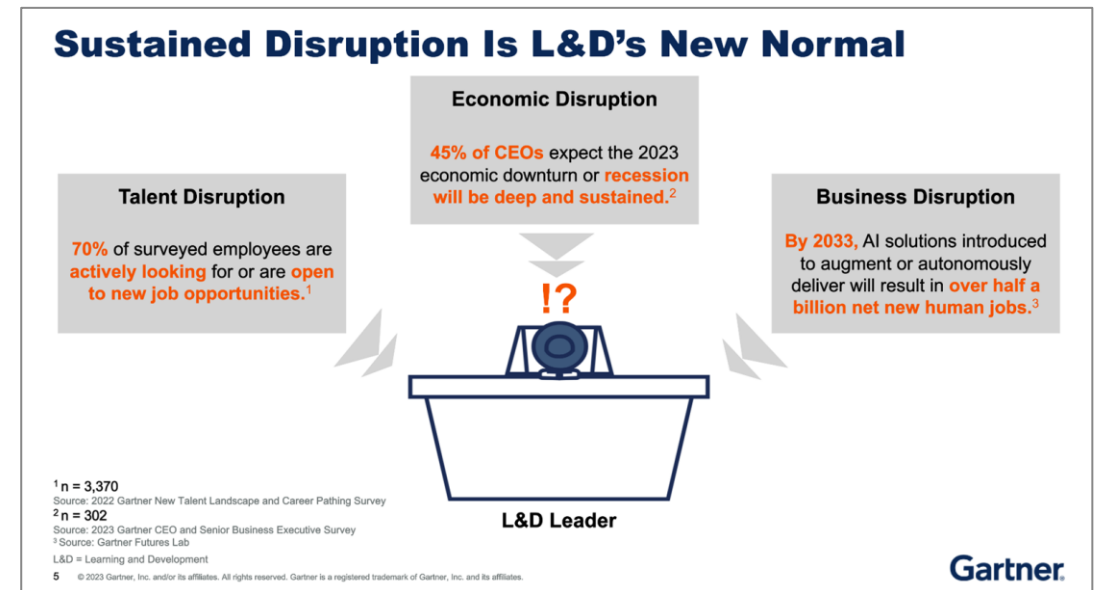 Sustained Disruption Is L&D's New Normal
Economic Disruption
45% of CEOs expect the 2023
economic downturn or recession
will be deep and sustained.²
Talent Disruption
70% of surveyed employees are
actively looking for or are open
to new job opportunities.¹
Business Disruption
By 2033, AI solutions introduced
to augment or autonomously
deliver will result in over half a
billion net new human jobs.³
!?
L&D Leader
¹ n = 3,370
Source: 2022 Gartner New Talent Landscape and Career Pathing Survey
² n = 302
Source: 2023 Gartner CEO and Senior Business Executive Survey
³ Source: Gartner Futures Lab
L&D = Learning and Development
5 © 2023 Gartner, Inc. and/or its affiliates. All rights reserved. Gartner is a registered trademark of Gartner, Inc. and its affiliates.
Gartner.